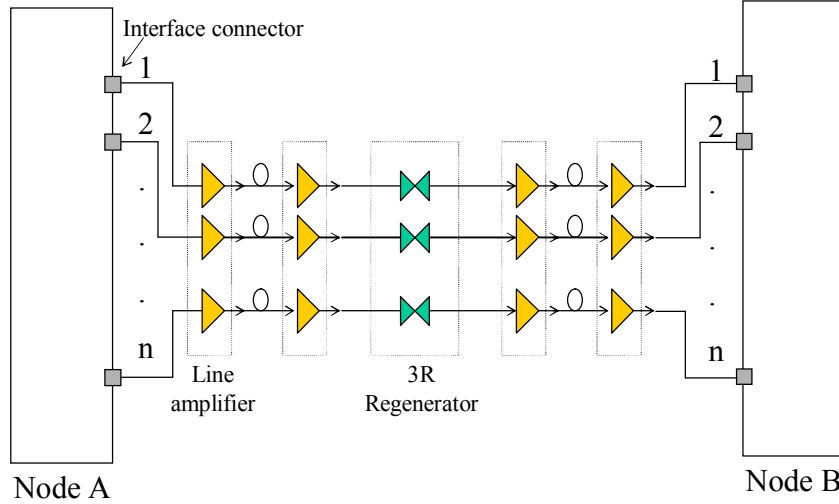 Interface connector
1
1
2
2
n
n
Line
amplifier
3R
Regenerator
Node A
Node B